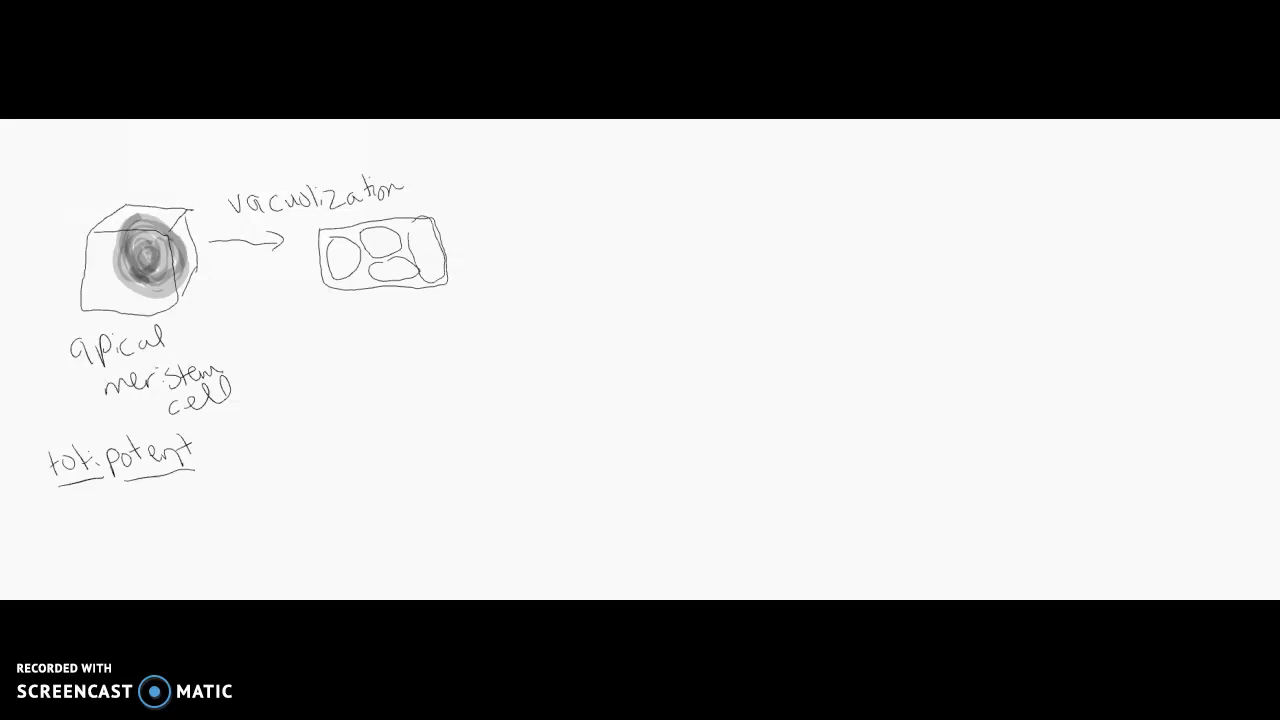 vacuolization
apical
meristem
cell
totipotent
RECORDED WITH
SCREENCAST MATIC